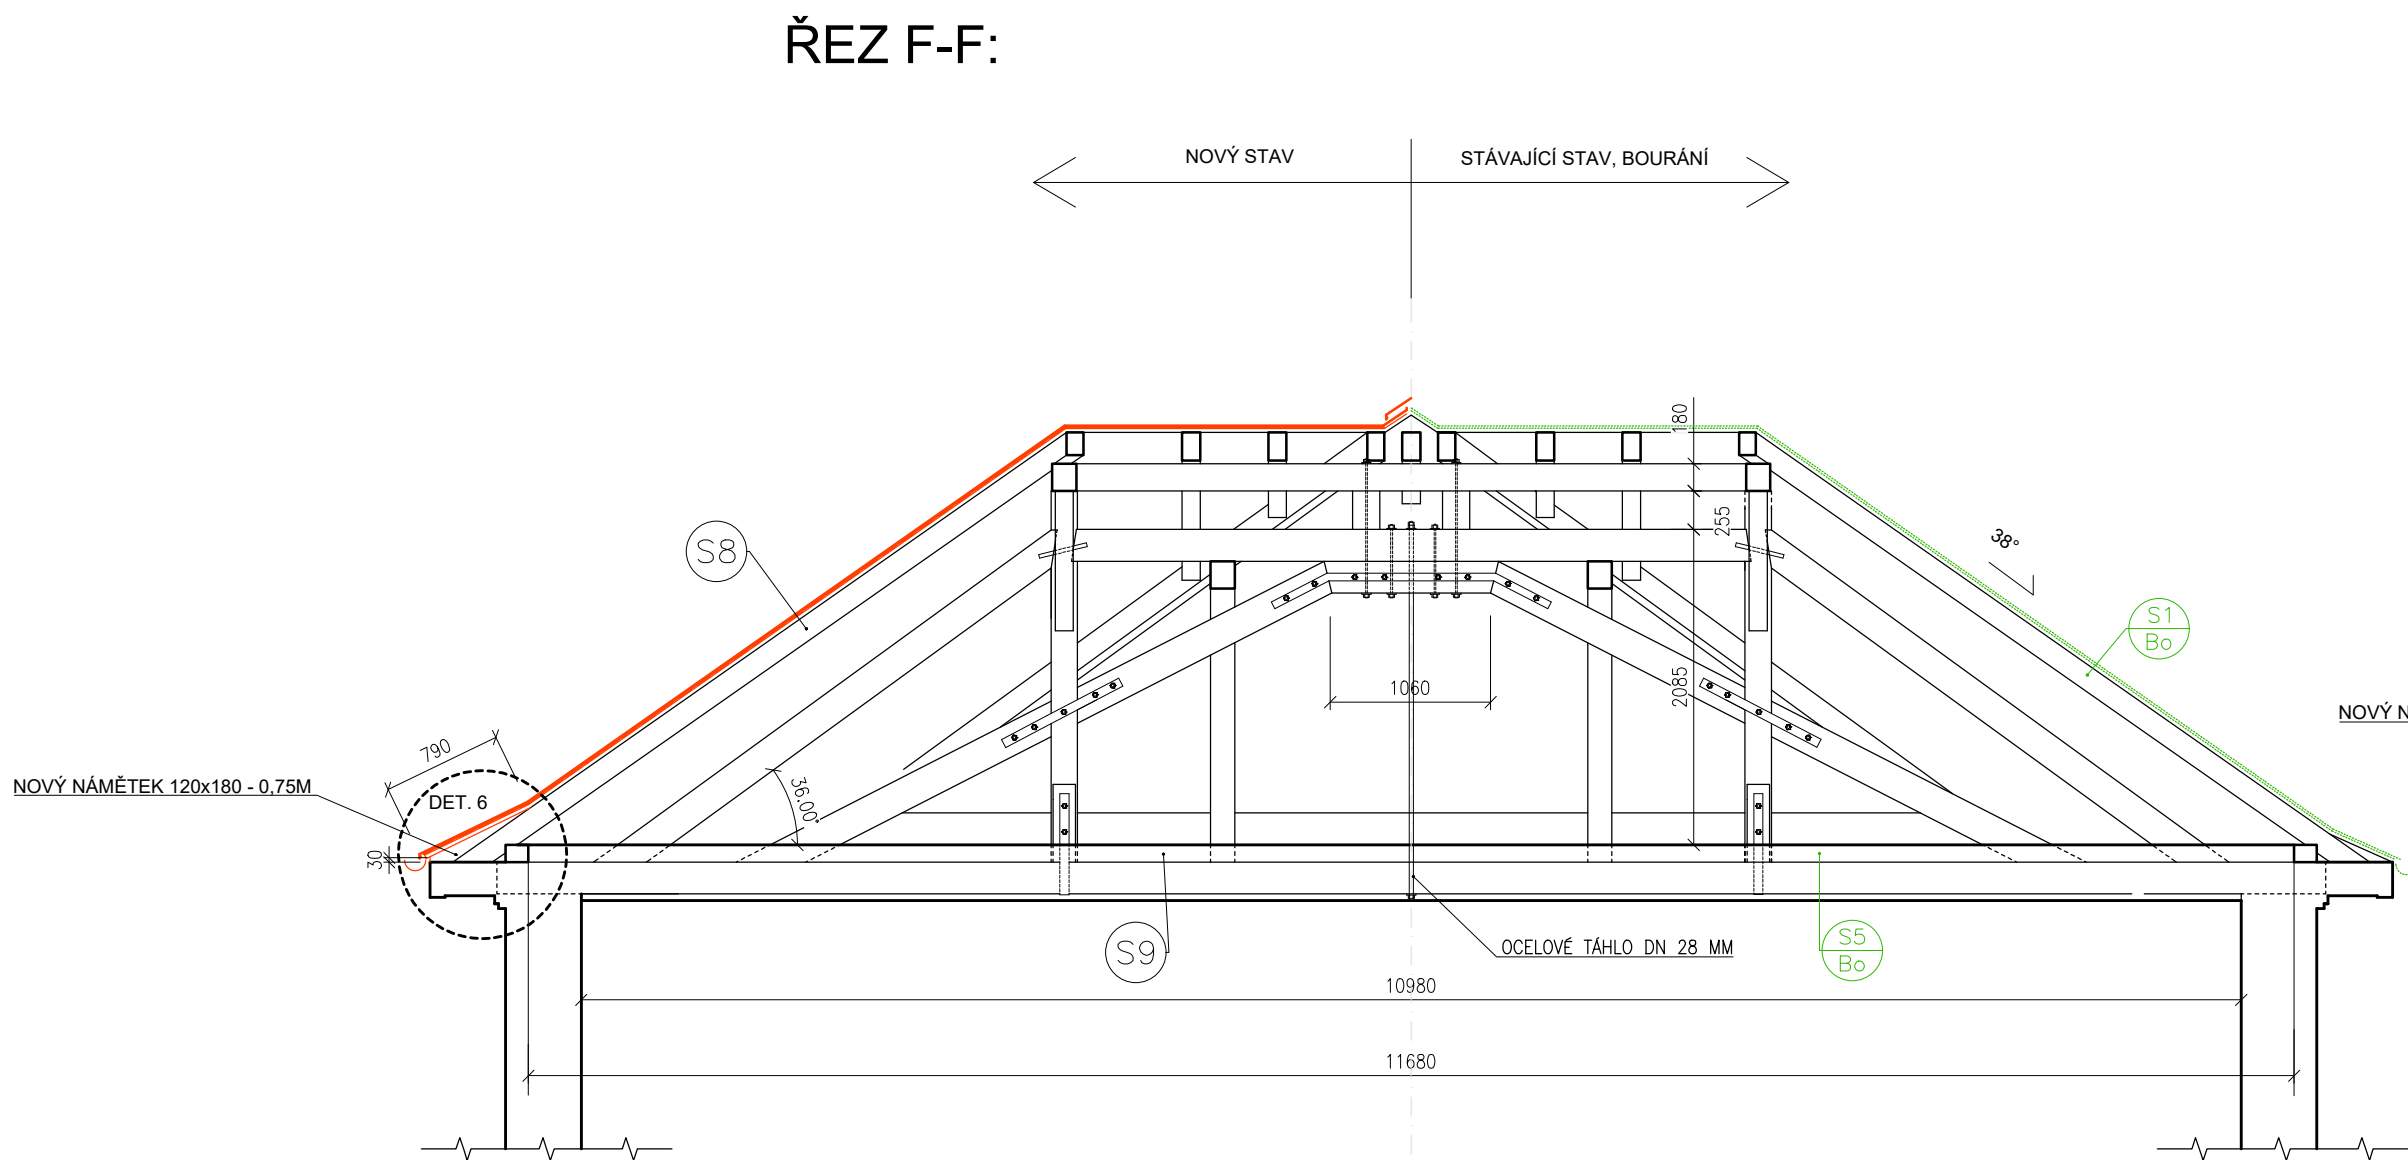 ŘEZ F-F:
NOVÝ STAV
STÁVAJÍCÍ STAV, BOURÁNÍ
180
255
38°
S8
S1
Bo
1060
2085
NOVÝ N
790
36.00°
NOVÝ NÁMĚTEK 120x180 - 0,75M
DET. 6
30
S9
OCELOVÉ TÁHLO DN 28 MM
S5
Bo
10980
11680